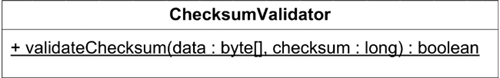 ChecksumValidator
+ validateChecksum(data : byte[], checksum : long) : boolean